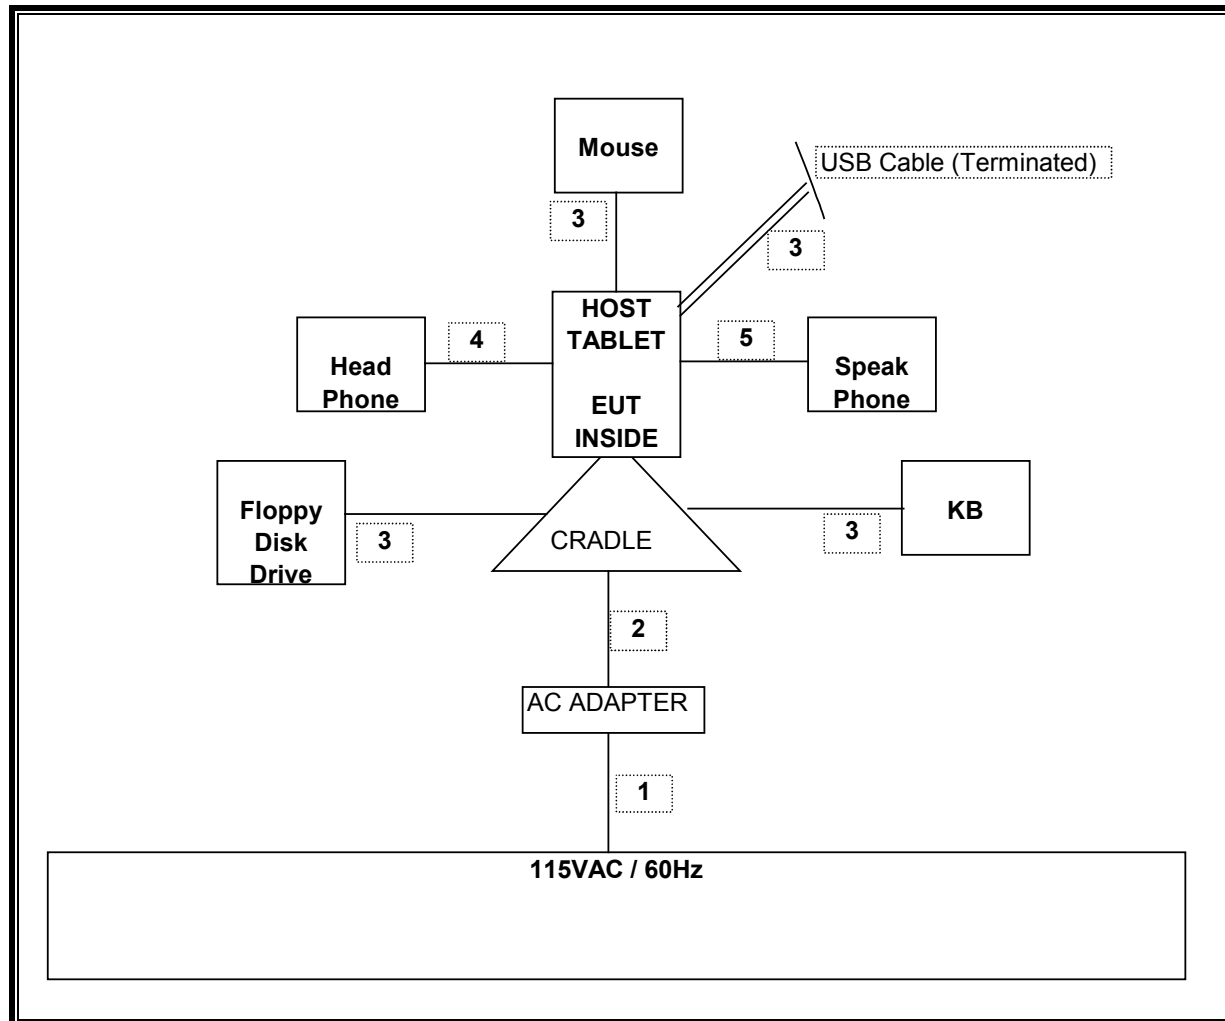 Mouse
USB Cable (Terminated)
3
3
HOST
TABLET
EUT
INSIDE
4
5
Head
Phone
Speak
Phone
Floppy
Disk
Drive
3
CRADLE
3
KB
2
AC ADAPTER
1
115VAC / 60Hz